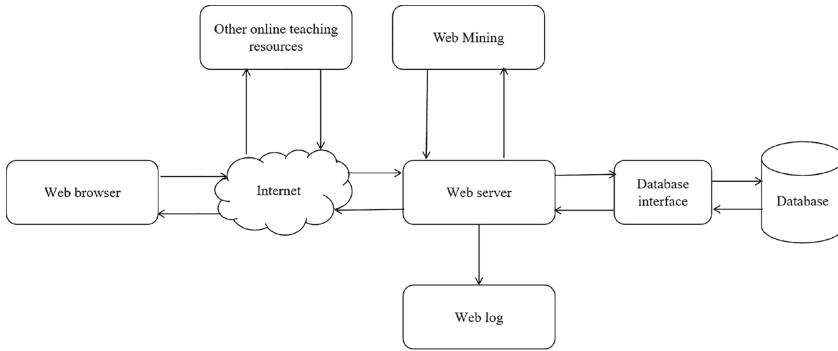 Other online teaching
resources
Web Mining
Web browser
Internet
Web server
Database
interface
Database
Web log